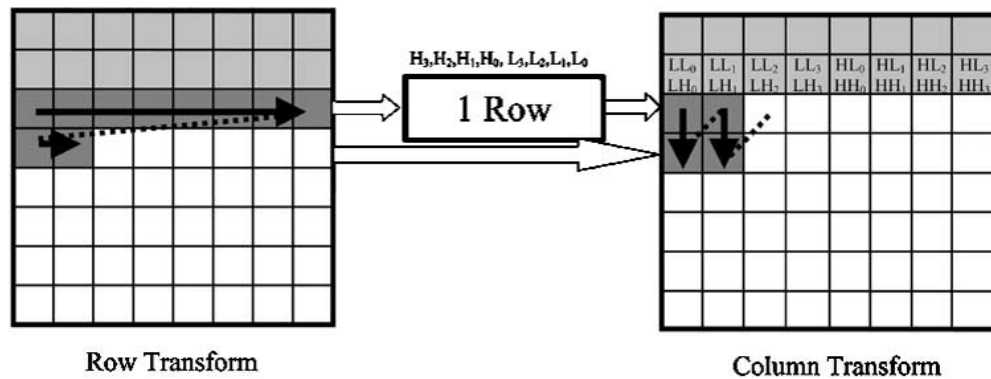 H₃,H₂,H₁,H₀, L₃,L₂,L₁,L₀
1 Row
LL₀ LL₁ LL₂ LL₃ HL₀ HL₁ HL₂ HL₃
LH₀ LH₁ LH₂ LH₃ HH₀ HH₁ HH₂ HH₃
Row Transform
Column Transform